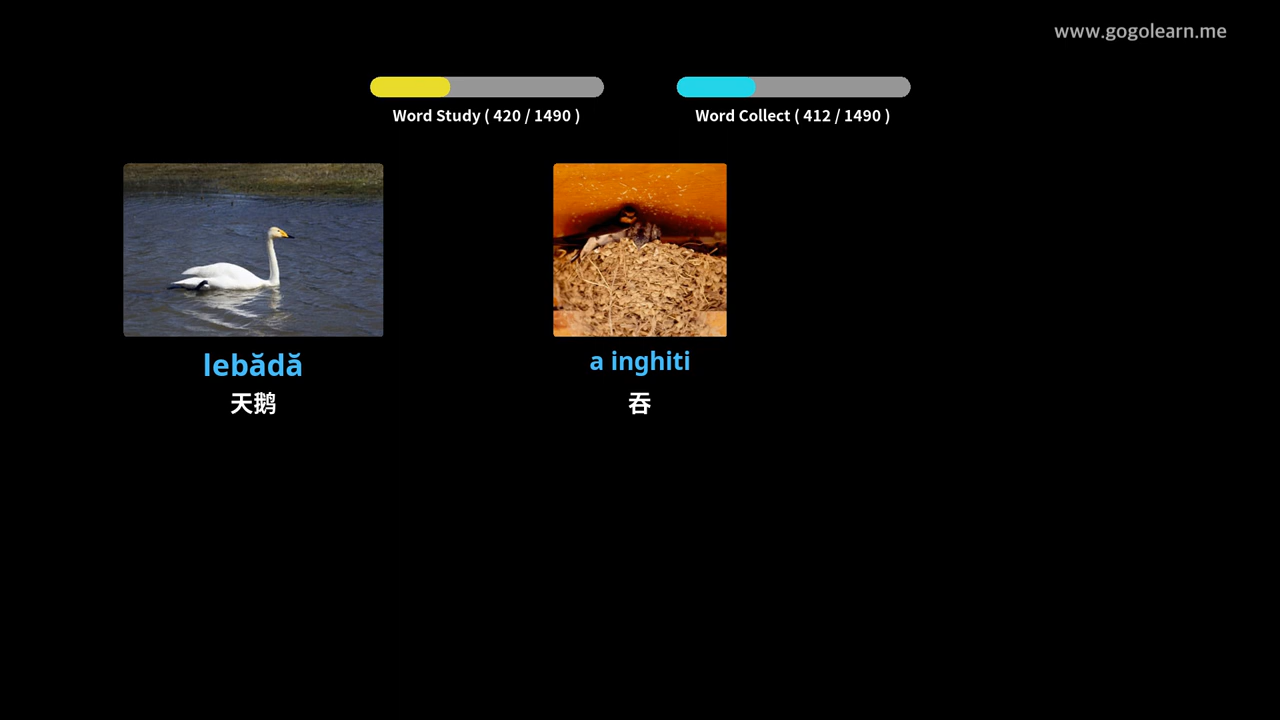 www.gogolearn.me
Word Study ( 420 / 1490 )
Word Collect ( 412 / 1490 )
lebădă
天鹅
a inghiti
吞